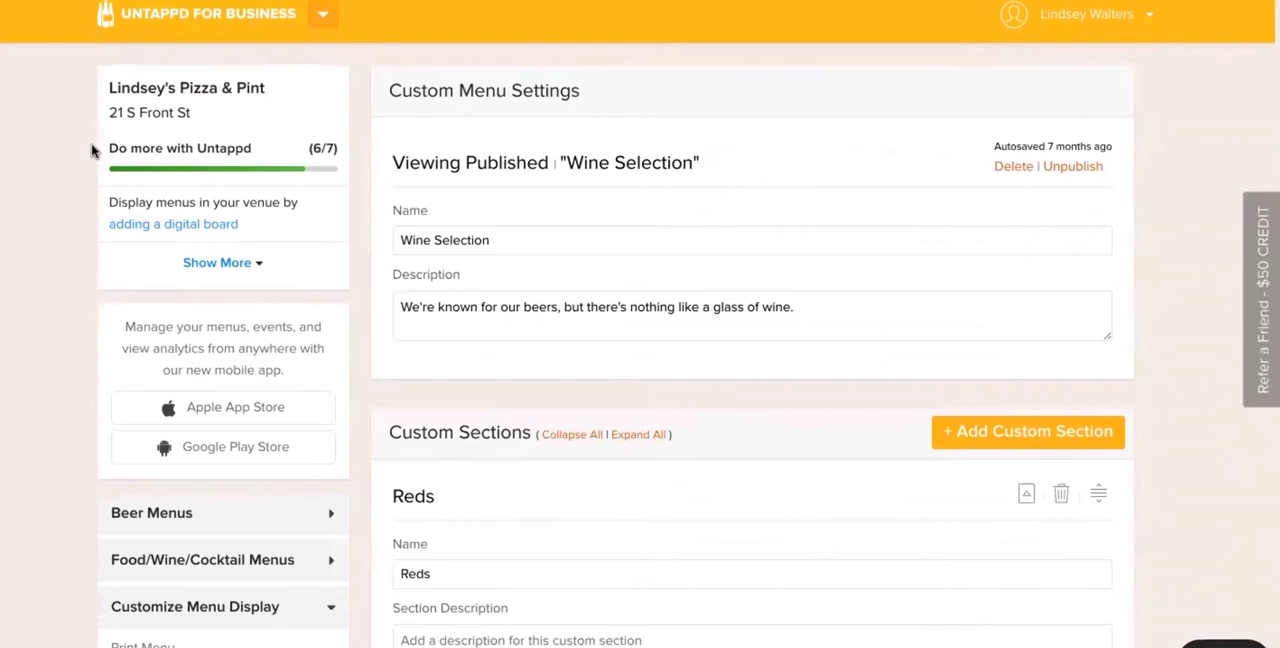 UNTAPPD FOR BUSINESS
Lindsey Walters
Lindsey's Pizza & Pint
21 S Front St
Do more with Untappd (6/7)
Display menus in your venue by
adding a digital board
Show More
Manage your menus, events, and
view analytics from anywhere with
our new mobile app.
Apple App Store
Google Play Store
Beer Menus
Food/Wine/Cocktail Menus
Customize Menu Display
Print Menu
Custom Menu Settings
Viewing Published | "Wine Selection"
Autosaved 7 months ago
Delete | Unpublish
Name
Wine Selection
Description
We're known for our beers, but there's nothing like a glass of wine.
Custom Sections ( Collapse All | Expand All )
+ Add Custom Section
Reds
Name
Reds
Section Description
Add a description for this custom section
Refer a Friend - $50 CREDIT